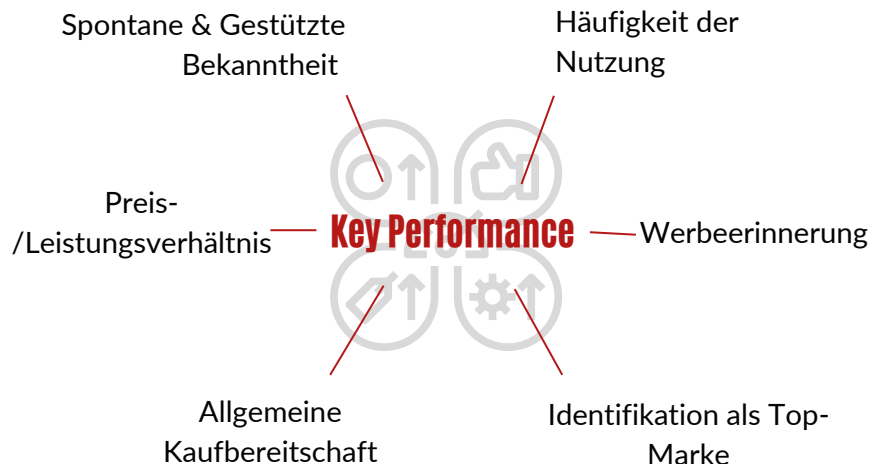 Spontane & Gestützte
Bekanntheit
Häufigkeit der
Nutzung
Preis-
/Leistungsverhältnis
Key Performance
Werbeerinnerung
Allgemeine
Kaufbereitschaft
Identifikation als Top-
Marke